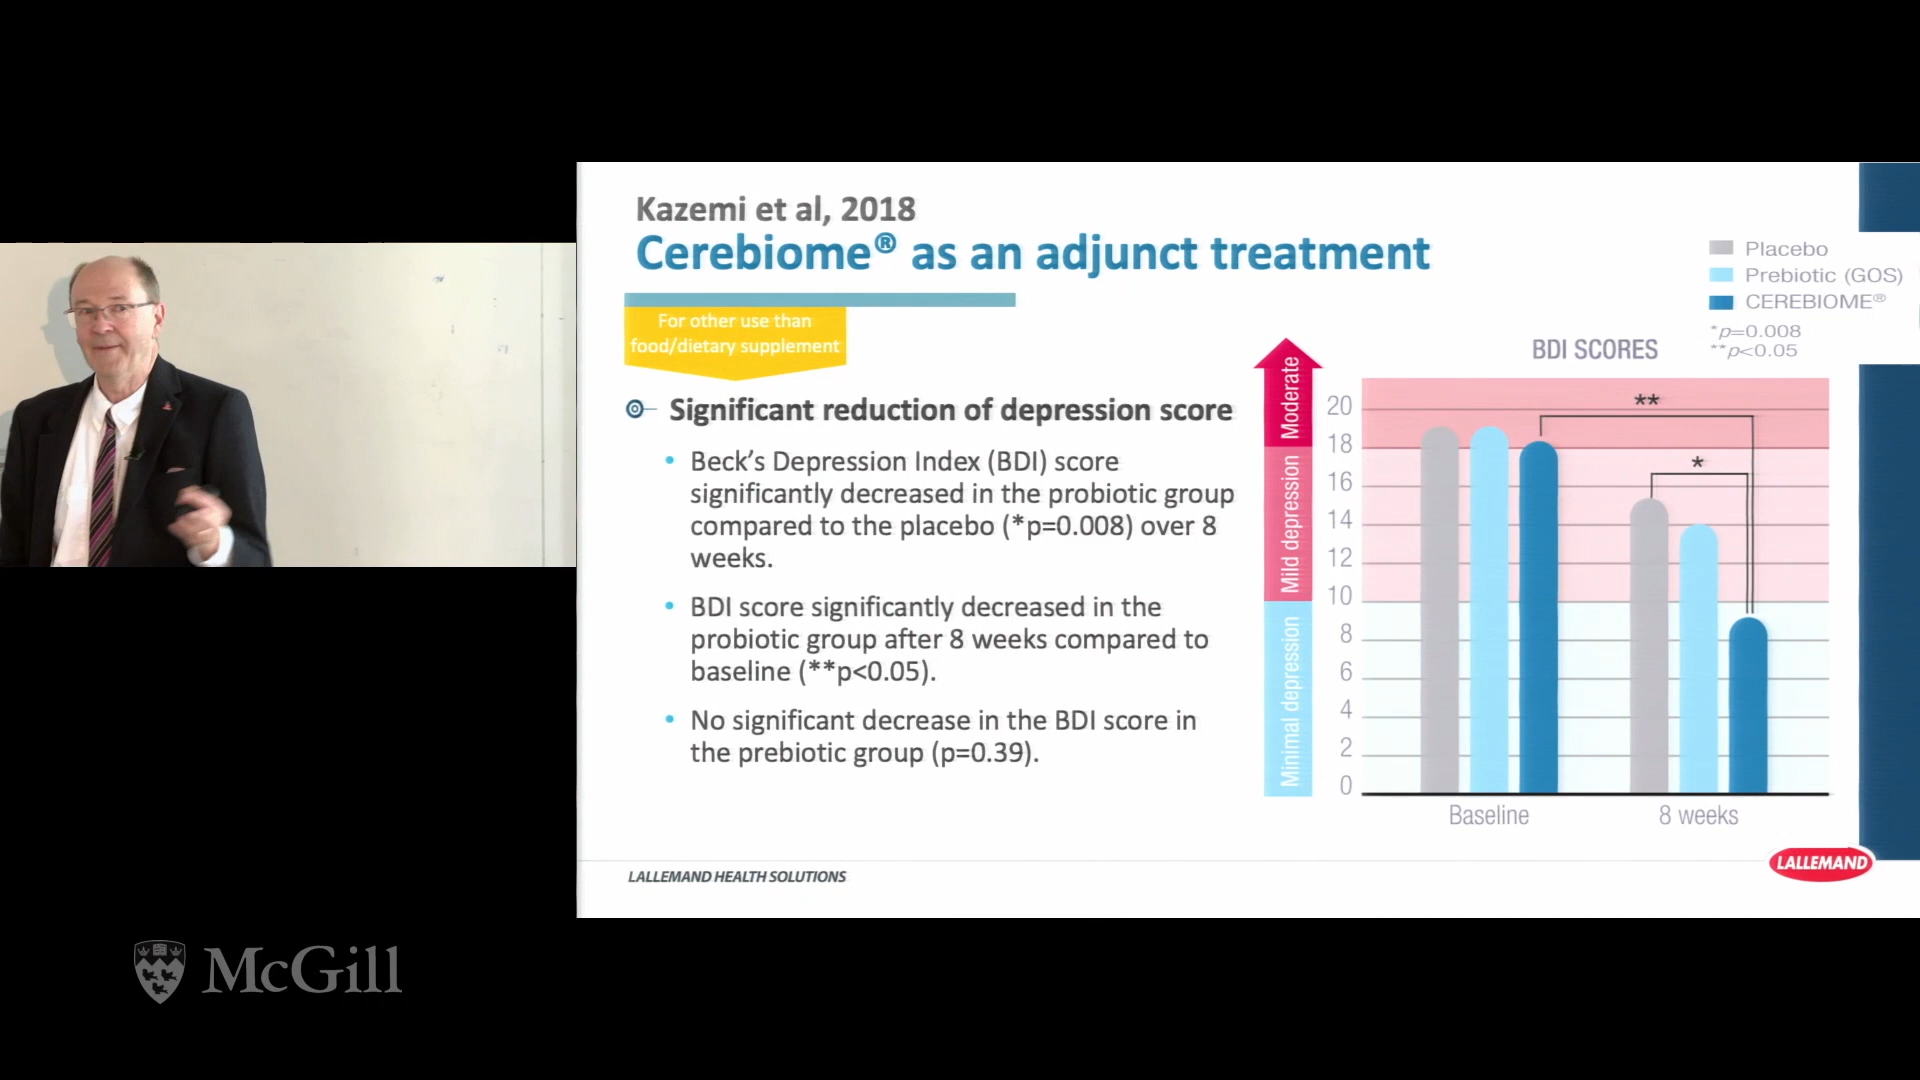 Kazemi et al, 2018
Cerebiome® as an adjunct treatment
For other use than
food/dietary supplement
Significant reduction of depression score
• Beck’s Depression Index (BDI) score
significantly decreased in the probiotic group
compared to the placebo (*p=0.008) over 8
weeks.
• BDI score significantly decreased in the
probiotic group after 8 weeks compared to
baseline (**p<0.05).
• No significant decrease in the BDI score in
the prebiotic group (p=0.39).
Placebo
Prebiotic (GOS)
CEREBIOME®
*p=0.008
**p<0.05
BDI SCORES
Moderate
Mild depression
Minimal depression
20
18
16
14
12
10
8
6
4
2
0
**
*
Baseline
8 weeks
LALLEMAND HEALTH SOLUTIONS
LALLEMAND
McGill